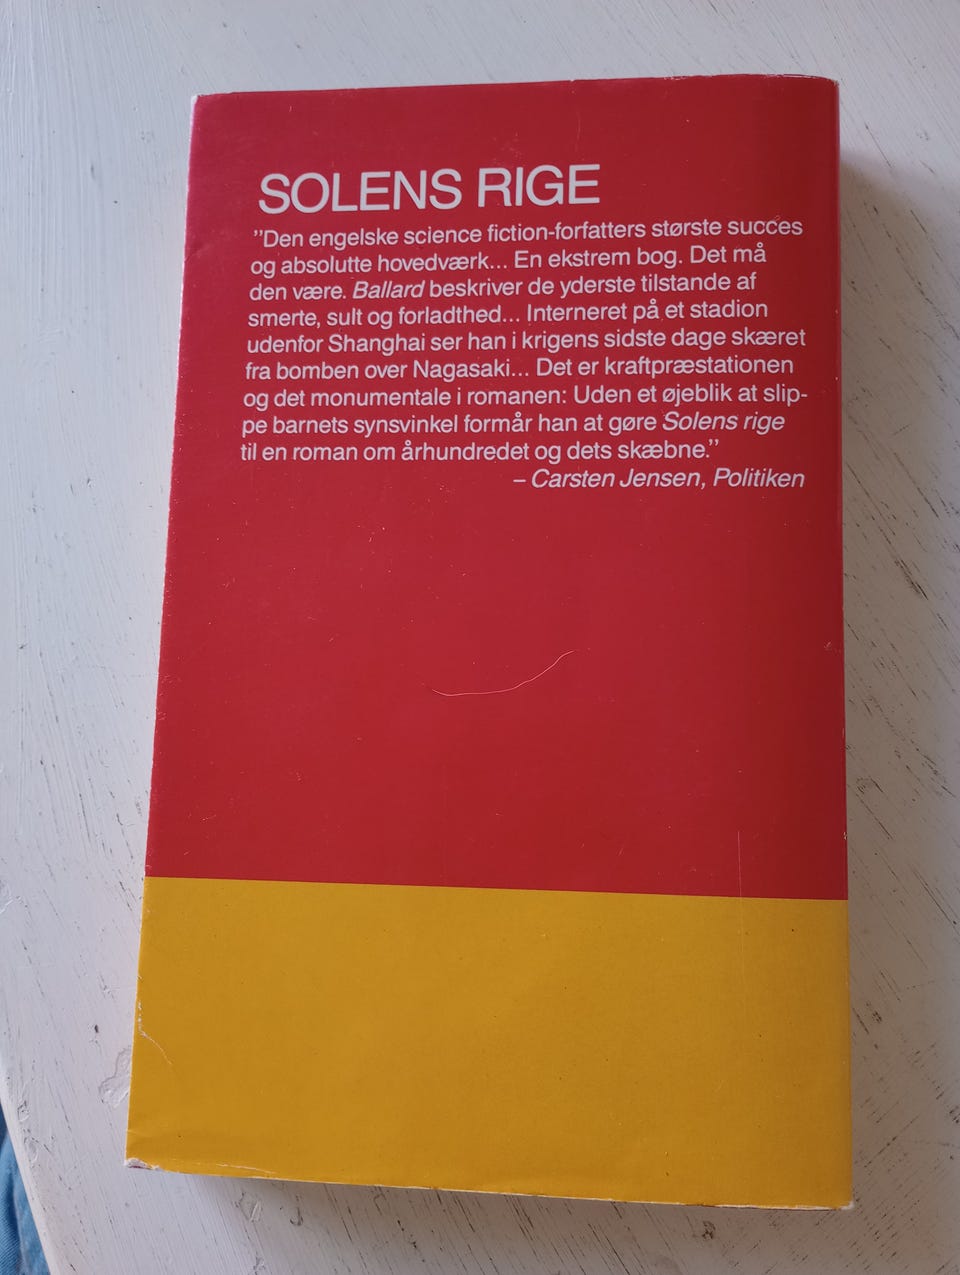 SOLENS RIGE
"Den engelske science fiction-forfatters største succes
og absolutte hovedværk... En ekstrem bog. Det må
den være. Ballard beskriver de yderste tilstande af
smerte, sult og forladthed... Interneret på et stadion
udenfor Shanghai ser han i krigens sidste dage skæret
fra bomben over Nagasaki... Det er kraftpræstationen
og det monumentale i romanen: Uden et øjeblik at slip-
pe barnets synsvinkel formår han at gøre Solens rige
til en roman om århundredet og dets skæbne."
– Carsten Jensen, Politiken